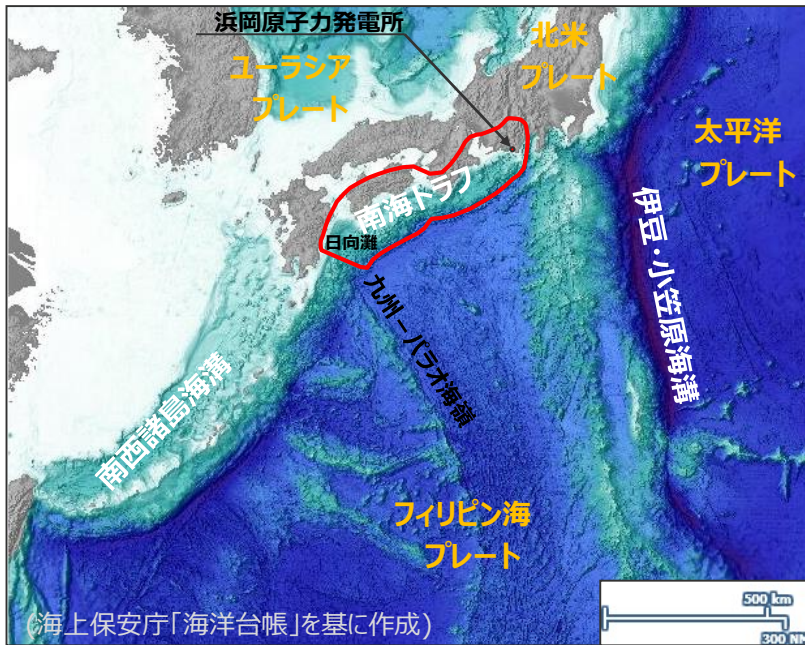 浜岡原子力発電所
北米
プレート
ユーラシア
プレート
太平洋
プレート
南海トラフ
日向灘
伊豆・小笠原海溝
九州－パラオ海嶺
南西諸島海溝
フィリピン海
プレート
(海上保安庁「海洋台帳」を基に作成)
500 km
300 NM